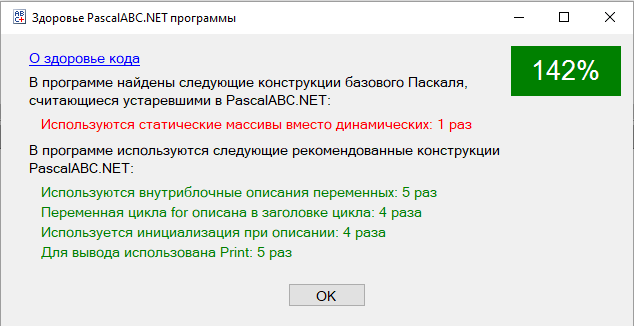 Здоровье PascalABC.NET программы
О здоровье кода
142%
В программе найдены следующие конструкции базового Паскаля,
считающиеся устаревшими в PascalABC.NET:
Используются статические массивы вместо динамических: 1 раз
В программе используются следующие рекомендованные конструкции
PascalABC.NET:
Используются внутриблочные описания переменных: 5 раз
Переменная цикла for описана в заголовке цикла: 4 раза
Используется инициализация при описании: 4 раза
Для вывода использована Print: 5 раз
OK